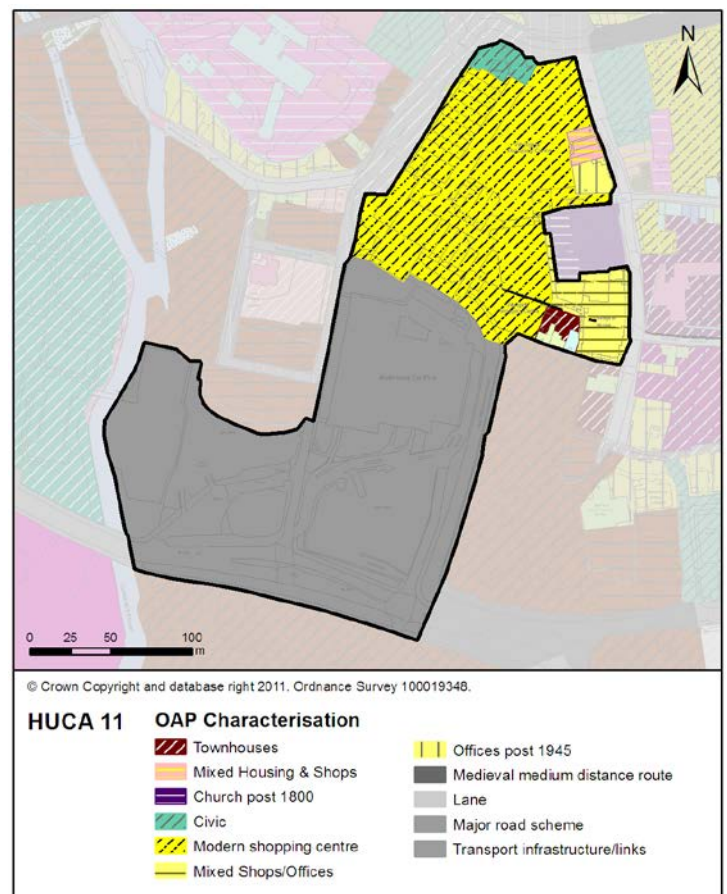 N
0 25 50 100
m
© Crown Copyright and database right 2011. Ordnance Survey 100019348.
HUCA 11 OAP Characterisation
Townhouses
Mixed Housing & Shops
Church post 1800
Civic
Modern shopping centre
Mixed Shops/Offices
Offices post 1945
Medieval medium distance route
Lane
Major road scheme
Transport infrastructure/links